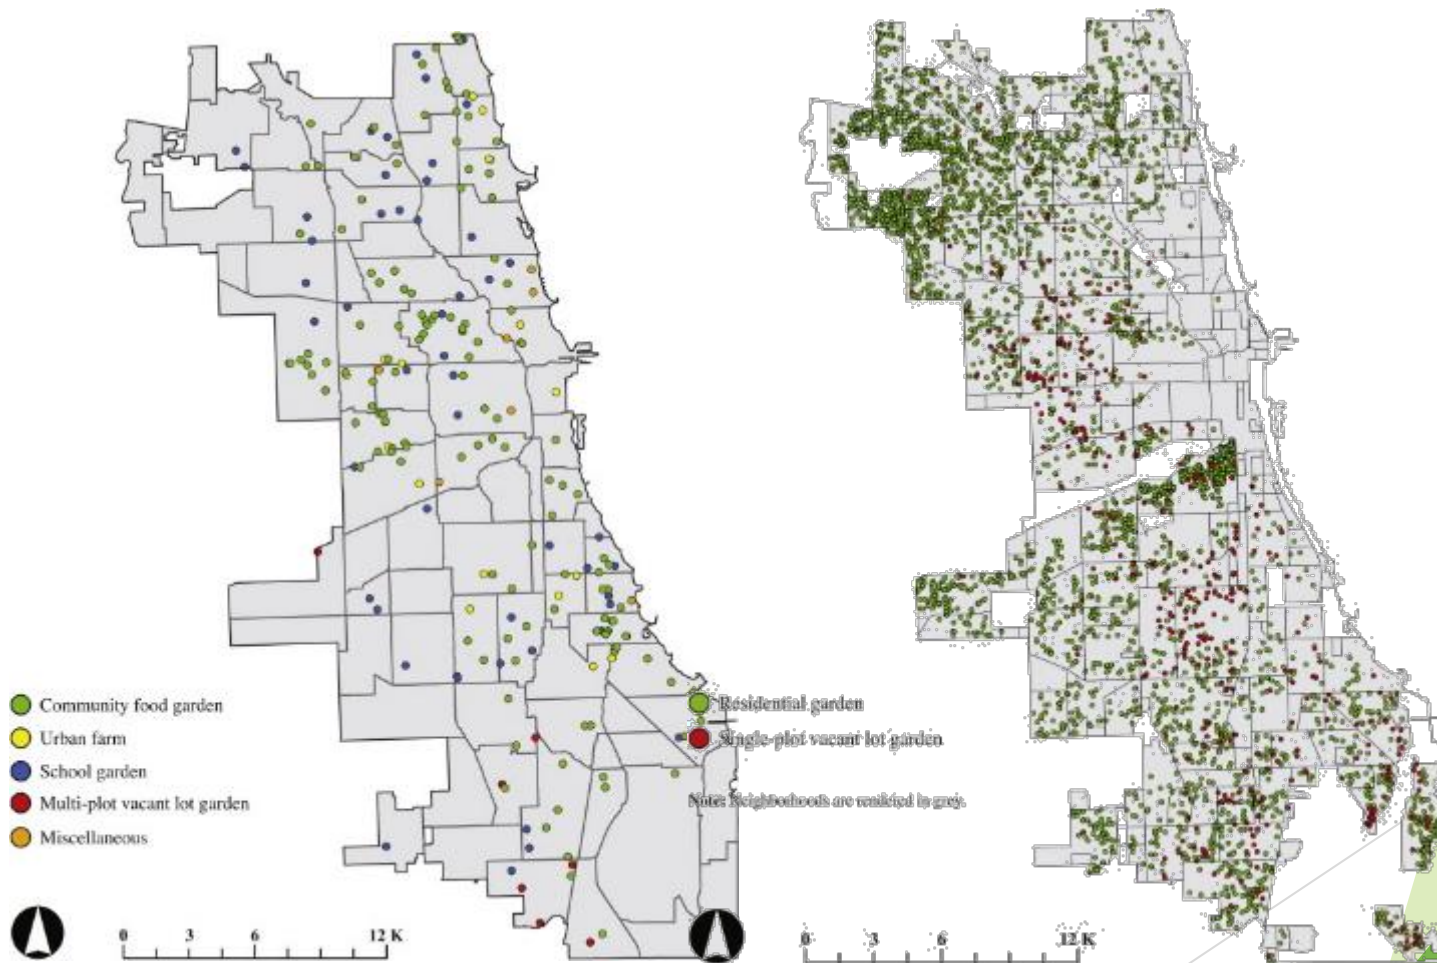 Community food garden
Urban farm
School garden
Multi-plot vacant lot garden
Miscellaneous
0 3 6 12 K
Residential garden
Single-plot vacant lot garden
Note: Neighborhoods are rendered in grey.
0 3 6 12 K